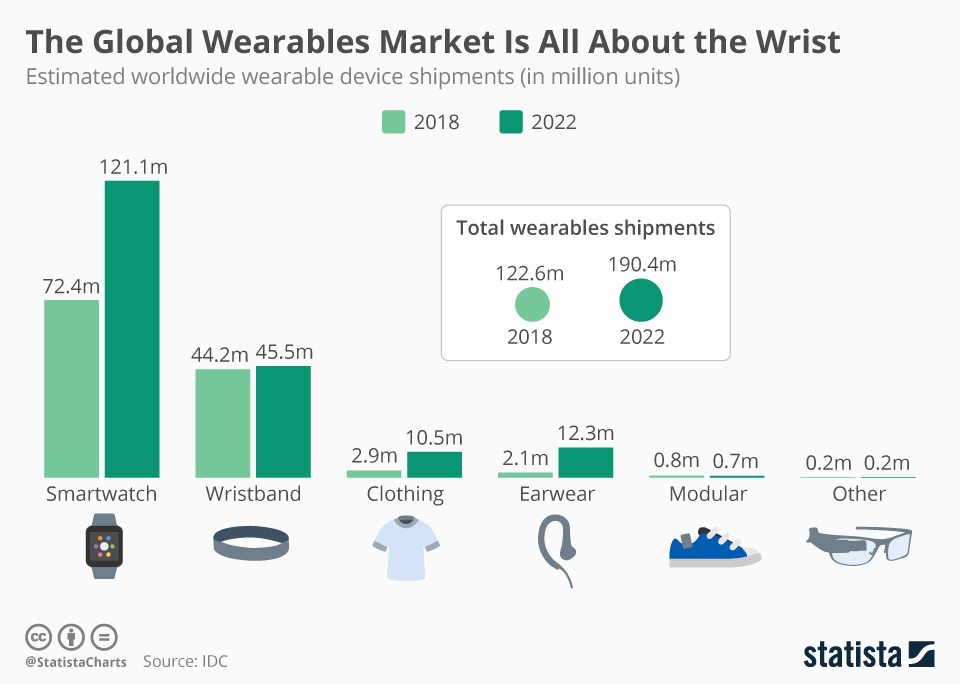 The Global Wearables Market Is All About the Wrist
Estimated worldwide wearable device shipments (in million units)
2018 2022
121.1m
72.4m
44.2m 45.5m
2.9m 10.5m
2.1m 12.3m
0.8m 0.7m
0.2m 0.2m
Total wearables shipments
122.6m 190.4m
2018 2022
Smartwatch Wristband Clothing Earwear Modular Other
cc
@StatistaCharts Source: IDC
statista